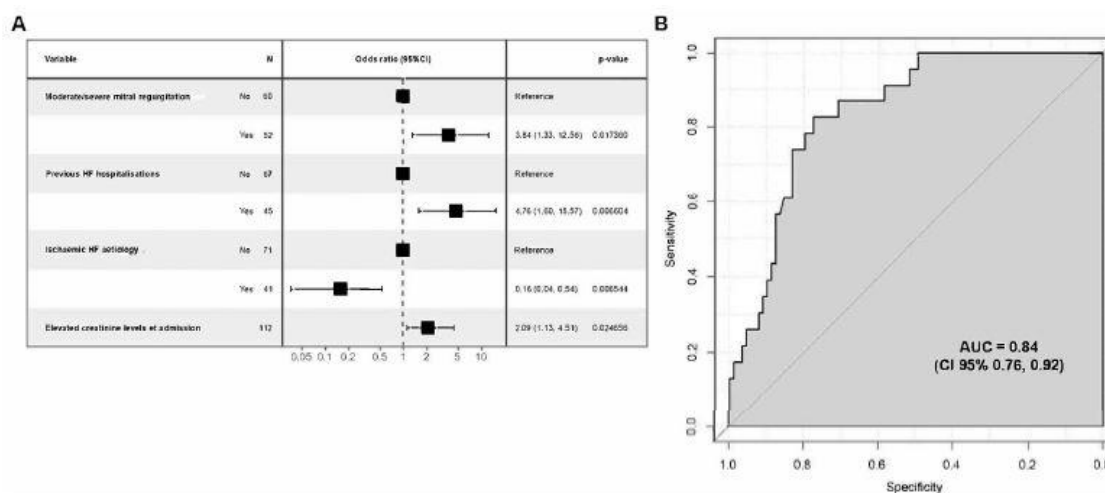 A
Variable N Odds ratio (95%CI) p-value
Moderate/severe mitral regurgitation No 60 Reference
Yes 52 3.84 (1.33, 12.56) 0.017360
Previous HF hospitalisations No 67 Reference
Yes 45 4.76 (1.60, 15.57) 0.006604
Ischaemic HF aetiology No 71 Reference
Yes 41 0.16 (0.04, 0.54) 0.006544
Elevated creatinine levels at admission 112 2.09 (1.13, 4.51) 0.024656
0.05 0.1 0.2 0.5 1 2 5 10
B
1.0
0.8
0.6
0.4
0.2
0.0
Sensitivity
AUC = 0.84
(CI 95% 0.76, 0.92)
1.0 0.8 0.6 0.4 0.2
Specificity